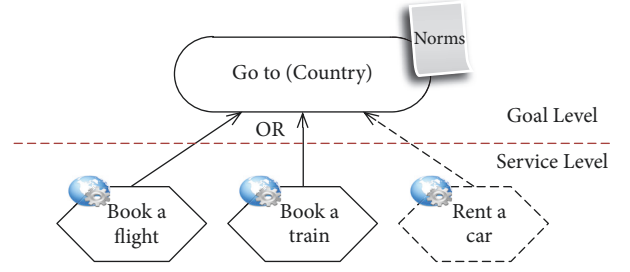 Norms
Go to (Country)
Goal Level
OR
Service Level
Book a
flight
Book a
train
Rent a
car